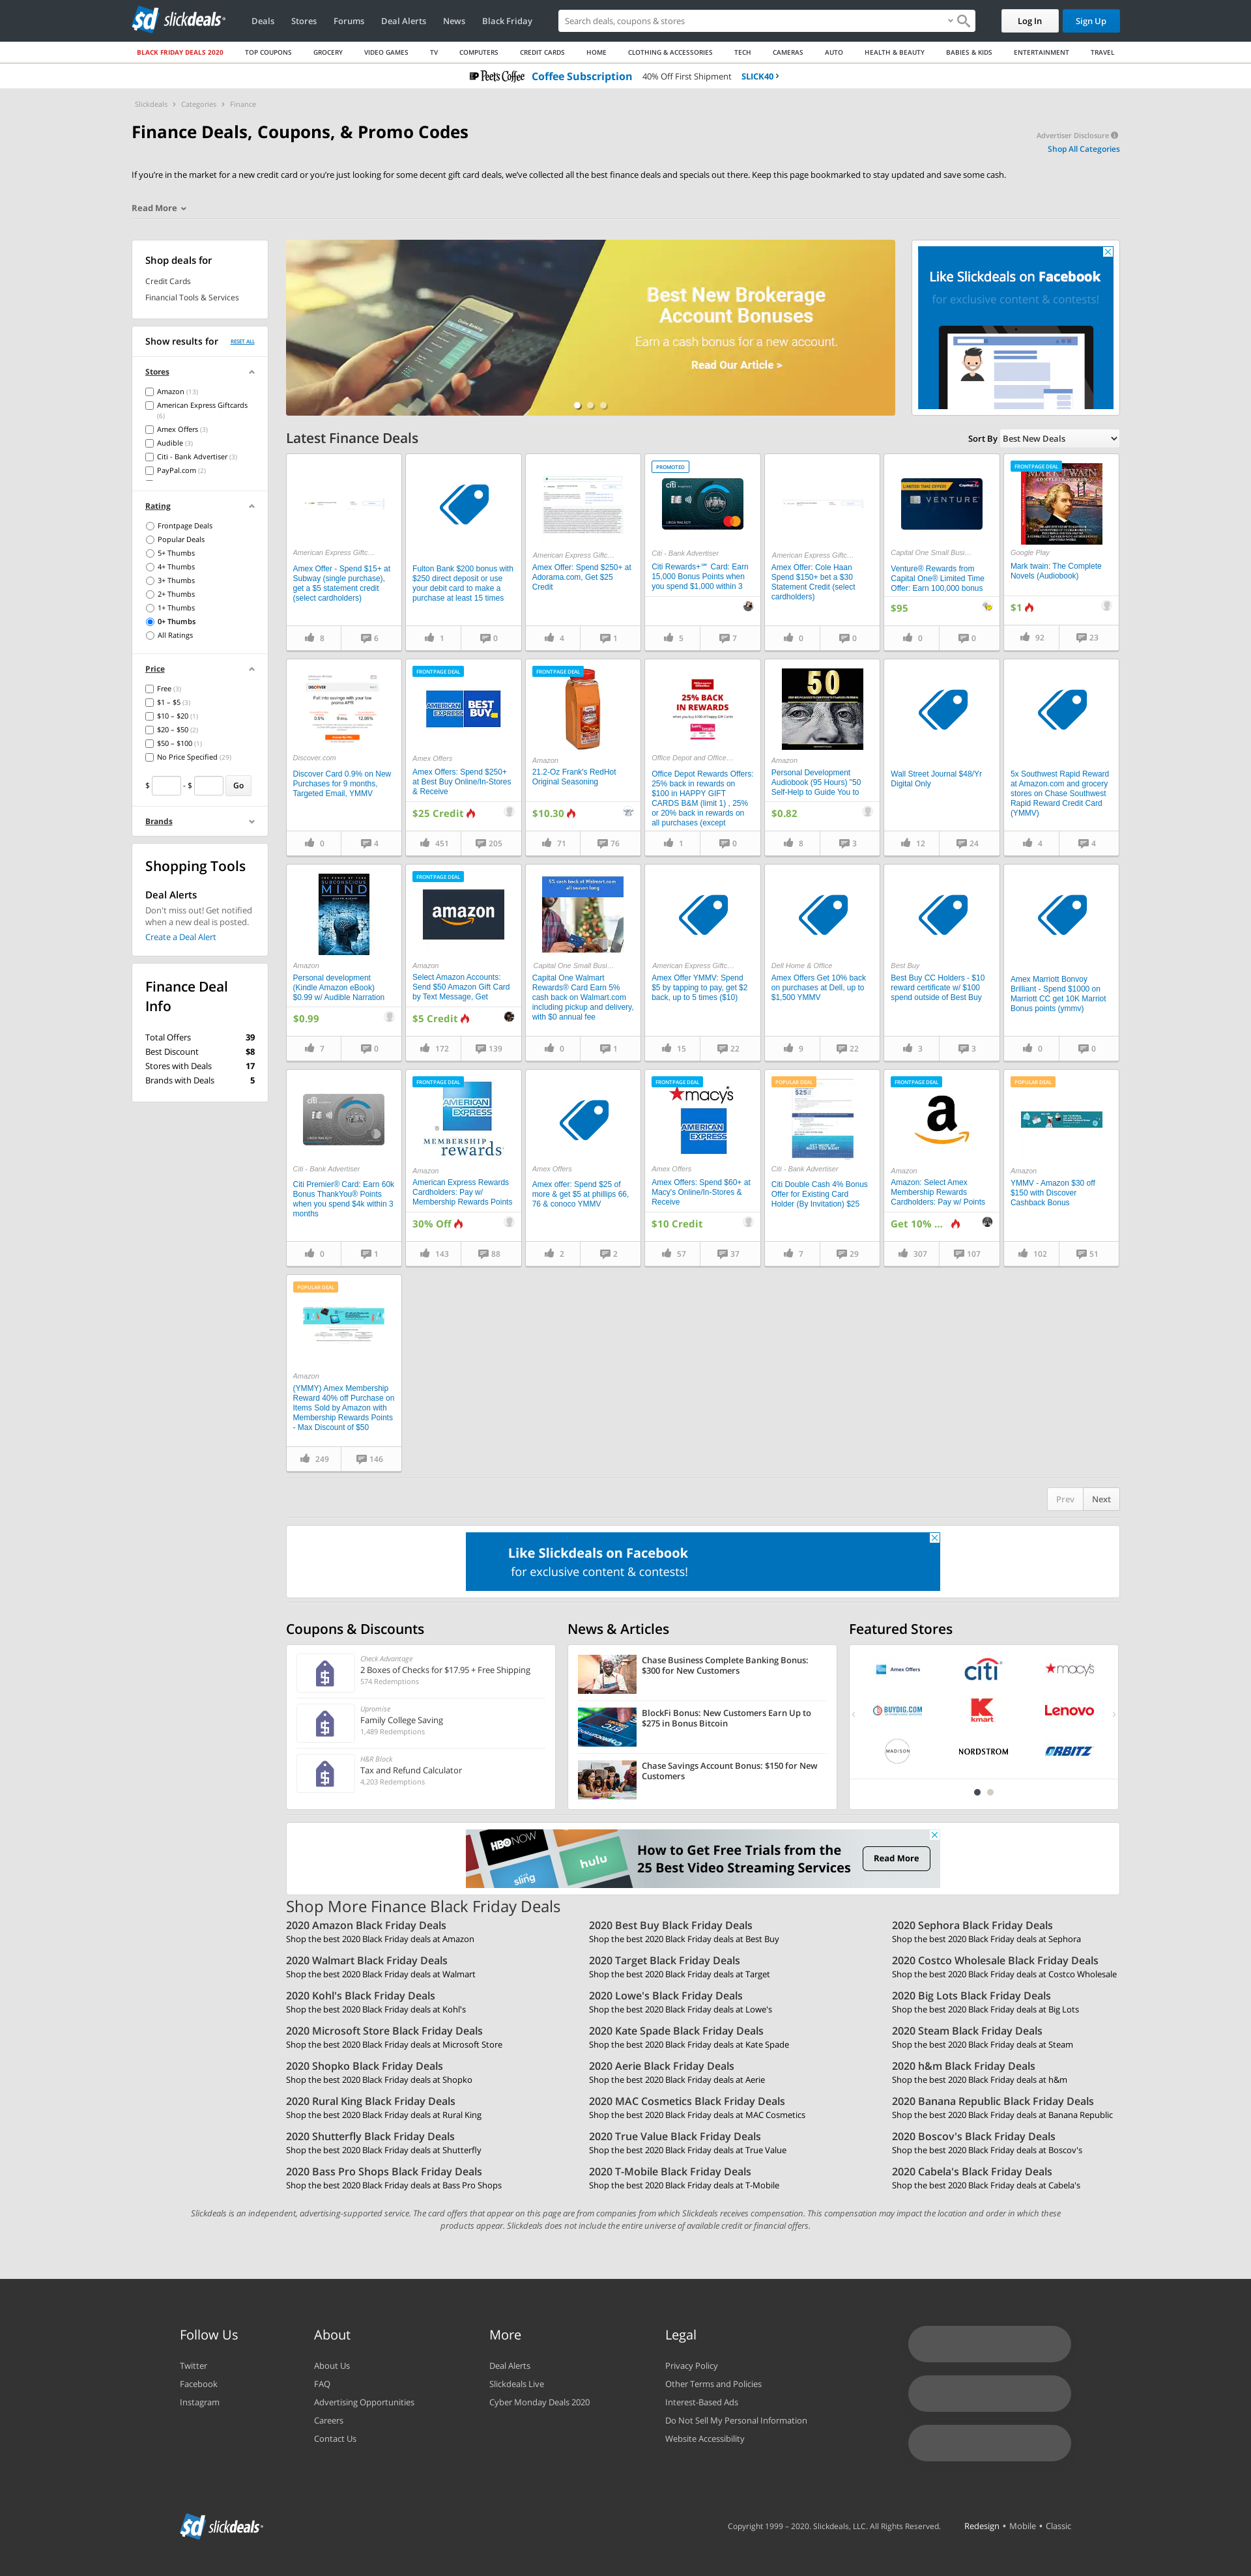 slickdeals
Deals Stores Forums Deal Alerts News Black Friday
Search deals, coupons & stores
Log In
Sign Up
BLACK FRIDAY DEALS 2020 TOP COUPONS GROCERY VIDEO GAMES TV COMPUTERS CREDIT CARDS HOME CLOTHING & ACCESSORIES TECH CAMERAS AUTO HEALTH & BEAUTY BABIES & KIDS ENTERTAINMENT TRAVEL
Peet's Coffee Coffee Subscription 40% Off First Shipment SLICK40 ›
Slickdeals › Categories › Finance
Finance Deals, Coupons, & Promo Codes
Advertiser Disclosure
Shop All Categories
If you're in the market for a new credit card or you're just looking for some decent gift card deals, we've collected all the best finance deals and specials out there. Keep this page bookmarked to stay updated and save some cash.
Read More
Shop deals for
Credit Cards
Financial Tools & Services
Show results for RESET ALL
Stores
Amazon (13)
American Express Giftcards
(6)
Amex Offers (3)
Audible (3)
Citi - Bank Advertiser (3)
PayPal.com (2)
Rating
Frontpage Deals
Popular Deals
5+ Thumbs
4+ Thumbs
3+ Thumbs
2+ Thumbs
1+ Thumbs
0+ Thumbs
All Ratings
Price
Free (3)
$1 – $5 (3)
$10 – $20 (1)
$20 – $50 (2)
$50 – $100 (1)
No Price Specified (29)
$ - $ Go
Brands
Shopping Tools
Deal Alerts
Don't miss out! Get notified
when a new deal is posted.
Create a Deal Alert
Finance Deal
Info
Total Offers 39
Best Discount $8
Stores with Deals 17
Brands with Deals 5
Best New Brokerage
Account Bonuses
Earn a cash bonus for a new account.
Read Our Article >
Like Slickdeals on Facebook
for exclusive content & contests!
Latest Finance Deals
Sort By Best New Deals
American Express Giftc...
Amex Offer - Spend $15+ at
Subway (single purchase),
get a $5 statement credit
(select cardholders)
8 6
Fulton Bank $200 bonus with
$250 direct deposit or use
your debit card to make a
purchase at least 15 times
1 0
American Express Giftc...
Amex Offer: Spend $250+ at
Adorama.com, Get $25
Credit
4 1
PROMOTED
citi
Citi - Bank Advertiser
Citi Rewards+℠ Card: Earn
15,000 Bonus Points when
you spend $1,000 within 3
5 7
American Express Giftc...
Amex Offer: Cole Haan
Spend $150+ bet a $30
Statement Credit (select
cardholders)
0 0
LIMITED TIME OFFERS
VENTURE
Capital One Small Busi...
Venture® Rewards from
Capital One® Limited Time
Offer: Earn 100,000 bonus
$95
0 0
FRONTPAGE DEAL
MARK TWAIN
Google Play
Mark twain: The Complete
Novels (Audiobook)
$1
92 23
DISCOVER
Discover.com
Discover Card 0.9% on New
Purchases for 9 months,
Targeted Email, YMMV
0 4
FRONTPAGE DEAL
AMERICAN EXPRESS
BEST BUY
Amex Offers
Amex Offers: Spend $250+
at Best Buy Online/In-Stores
& Receive
$25 Credit
451 205
FRONTPAGE DEAL
Amazon
21.2-Oz Frank's RedHot
Original Seasoning
$10.30
71 76
25% BACK
IN REWARDS
Office Depot and Office...
Office Depot Rewards Offers:
25% back in rewards on
$100 in HAPPY GIFT
CARDS B&M (limit 1) , 25%
or 20% back in rewards on
all purchases (except
1 0
50
Amazon
Personal Development
Audiobook (95 Hours) "50
Self-Help to Guide You to
$0.82
8 3
Wall Street Journal $48/Yr
Digital Only
12 24
5x Southwest Rapid Reward
at Amazon.com and grocery
stores on Chase Southwest
Rapid Reward Credit Card
(YMMV)
4 4
SUBCONSCIOUS
MIND
Amazon
Personal development
(Kindle Amazon eBook)
$0.99 w/ Audible Narration
$0.99
7 0
FRONTPAGE DEAL
amazon
Amazon
Select Amazon Accounts:
Send $50 Amazon Gift Card
by Text Message, Get
$5 Credit
172 139
5% cash back at Walmart.com
all season long
Capital One Small Busi...
Capital One Walmart
Rewards® Card Earn 5%
cash back on Walmart.com
including pickup and delivery,
with $0 annual fee
0 1
American Express Giftc...
Amex Offer YMMV: Spend
$5 by tapping to pay, get $2
back, up to 5 times ($10)
15 22
Dell Home & Office
Amex Offers Get 10% back
on purchases at Dell, up to
$1,500 YMMV
9 22
Best Buy
Best Buy CC Holders - $10
reward certificate w/ $100
spend outside of Best Buy
3 3
Amex Marriott Bonvoy
Brilliant - Spend $1000 on
Marriott CC get 10K Marriot
Bonus points (ymmv)
0 0
citi
Citi - Bank Advertiser
Citi Premier® Card: Earn 60k
Bonus ThankYou® Points
when you spend $4k within 3
months
0 1
FRONTPAGE DEAL
AMERICAN EXPRESS
MEMBERSHIP
rewards
Amazon
American Express Rewards
Cardholders: Pay w/
Membership Rewards Points
30% Off
143 88
Amex Offers
Amex offer: Spend $25 of
more & get $5 at phillips 66,
76 & conoco YMMV
2 2
FRONTPAGE DEAL
macy's
AMERICAN EXPRESS
Amex Offers
Amex Offers: Spend $60+ at
Macy's Online/In-Stores &
Receive
$10 Credit
57 37
POPULAR DEAL
Citi - Bank Advertiser
Citi Double Cash 4% Bonus
Offer for Existing Card
Holder (By Invitation) $25
7 29
FRONTPAGE DEAL
a
Amazon
Amazon: Select Amex
Membership Rewards
Cardholders: Pay w/ Points
Get 10% ...
307 107
POPULAR DEAL
Amazon
YMMV - Amazon $30 off
$150 with Discover
Cashback Bonus
102 51
POPULAR DEAL
Amazon
(YMMY) Amex Membership
Reward 40% off Purchase on
Items Sold by Amazon with
Membership Rewards Points
- Max Discount of $50
249 146
Prev Next
Like Slickdeals on Facebook
for exclusive content & contests!
Coupons & Discounts
Check Advantage
2 Boxes of Checks for $17.95 + Free Shipping
574 Redemptions
Upromise
Family College Saving
1,489 Redemptions
H&R Block
Tax and Refund Calculator
4,203 Redemptions
News & Articles
Chase Business Complete Banking Bonus:
$300 for New Customers
BlockFi Bonus: New Customers Earn Up to
$275 in Bonus Bitcoin
Chase Savings Account Bonus: $150 for New
Customers
Featured Stores
Amex Offers citi macy's
BUYDIG.COM kmart Lenovo
MADISON NORDSTROM ORBITZ
HBO NOW
sling
hulu
How to Get Free Trials from the
25 Best Video Streaming Services
Read More
Shop More Finance Black Friday Deals
2020 Amazon Black Friday Deals
Shop the best 2020 Black Friday deals at Amazon
2020 Best Buy Black Friday Deals
Shop the best 2020 Black Friday deals at Best Buy
2020 Sephora Black Friday Deals
Shop the best 2020 Black Friday deals at Sephora
2020 Walmart Black Friday Deals
Shop the best 2020 Black Friday deals at Walmart
2020 Target Black Friday Deals
Shop the best 2020 Black Friday deals at Target
2020 Costco Wholesale Black Friday Deals
Shop the best 2020 Black Friday deals at Costco Wholesale
2020 Kohl's Black Friday Deals
Shop the best 2020 Black Friday deals at Kohl's
2020 Lowe's Black Friday Deals
Shop the best 2020 Black Friday deals at Lowe's
2020 Big Lots Black Friday Deals
Shop the best 2020 Black Friday deals at Big Lots
2020 Microsoft Store Black Friday Deals
Shop the best 2020 Black Friday deals at Microsoft Store
2020 Kate Spade Black Friday Deals
Shop the best 2020 Black Friday deals at Kate Spade
2020 Steam Black Friday Deals
Shop the best 2020 Black Friday deals at Steam
2020 Shopko Black Friday Deals
Shop the best 2020 Black Friday deals at Shopko
2020 Aerie Black Friday Deals
Shop the best 2020 Black Friday deals at Aerie
2020 h&m Black Friday Deals
Shop the best 2020 Black Friday deals at h&m
2020 Rural King Black Friday Deals
Shop the best 2020 Black Friday deals at Rural King
2020 MAC Cosmetics Black Friday Deals
Shop the best 2020 Black Friday deals at MAC Cosmetics
2020 Banana Republic Black Friday Deals
Shop the best 2020 Black Friday deals at Banana Republic
2020 Shutterfly Black Friday Deals
Shop the best 2020 Black Friday deals at Shutterfly
2020 True Value Black Friday Deals
Shop the best 2020 Black Friday deals at True Value
2020 Boscov's Black Friday Deals
Shop the best 2020 Black Friday deals at Boscov's
2020 Bass Pro Shops Black Friday Deals
Shop the best 2020 Black Friday deals at Bass Pro Shops
2020 T-Mobile Black Friday Deals
Shop the best 2020 Black Friday deals at T-Mobile
2020 Cabela's Black Friday Deals
Shop the best 2020 Black Friday deals at Cabela's
Slickdeals is an independent, advertising-supported service. The card offers that appear on this page are from companies from which Slickdeals receives compensation. This compensation may impact the location and order in which these
products appear. Slickdeals does not include the entire universe of available credit or financial offers.
Follow Us
Twitter
Facebook
Instagram
About
About Us
FAQ
Advertising Opportunities
Careers
Contact Us
More
Deal Alerts
Slickdeals Live
Cyber Monday Deals 2020
Legal
Privacy Policy
Other Terms and Policies
Interest-Based Ads
Do Not Sell My Personal Information
Website Accessibility
slickdeals
Copyright 1999 – 2020. Slickdeals, LLC. All Rights Reserved. Redesign • Mobile • Classic